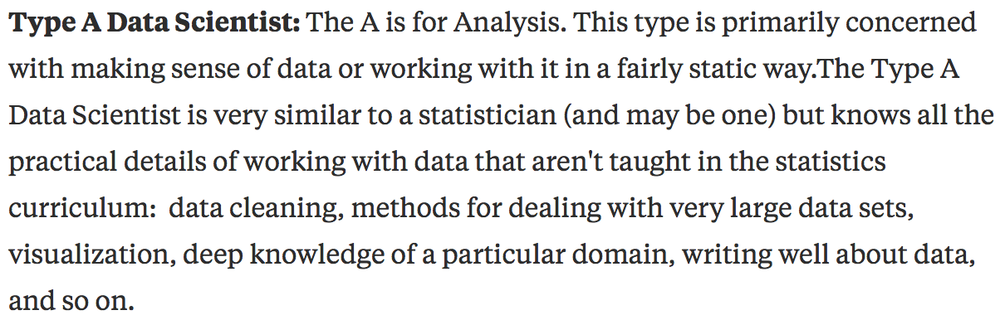 Type A Data Scientist: The A is for Analysis. This type is primarily concerned
with making sense of data or working with it in a fairly static way.The Type A
Data Scientist is very similar to a statistician (and may be one) but knows all the
practical details of working with data that aren't taught in the statistics
curriculum:  data cleaning, methods for dealing with very large data sets,
visualization, deep knowledge of a particular domain, writing well about data,
and so on.